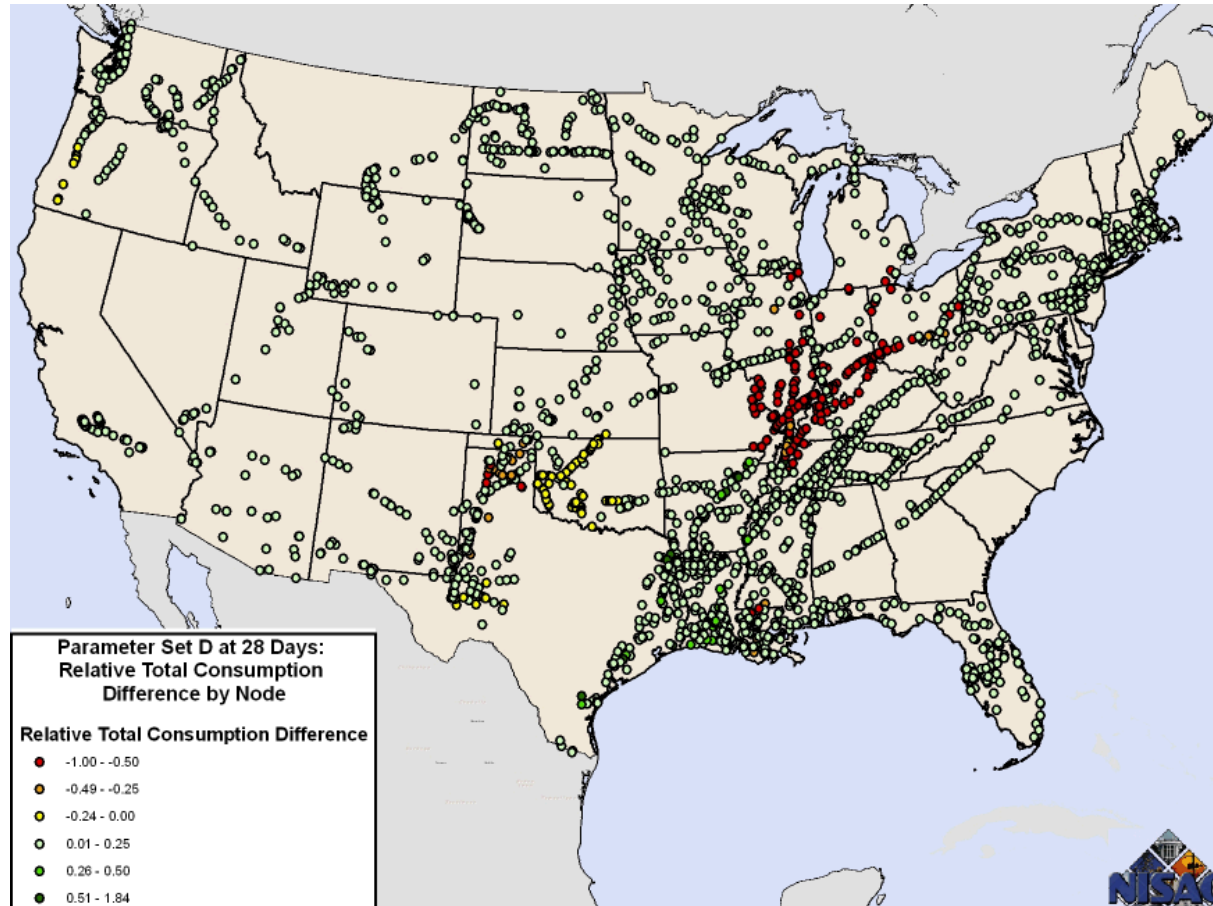 Parameter Set D at 28 Days:
Relative Total Consumption
Difference by Node
Relative Total Consumption Difference
-1.00 - -0.50
-0.49 - -0.25
-0.24 - 0.00
0.01 - 0.25
0.26 - 0.50
0.51 - 1.84
NISAC